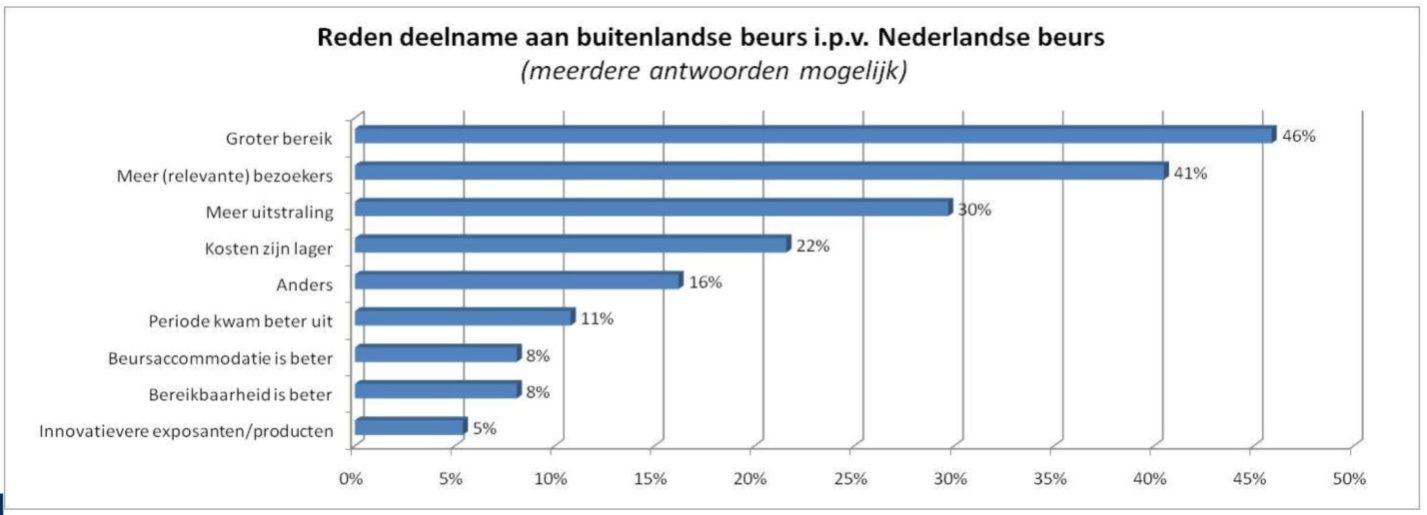 Reden deelname aan buitenlandse beurs i.p.v. Nederlandse beurs
(meerdere antwoorden mogelijk)
Groter bereik 46%
Meer (relevante) bezoekers 41%
Meer uitstraling 30%
Kosten zijn lager 22%
Anders 16%
Periode kwam beter uit 11%
Beursaccommodatie is beter 8%
Bereikbaarheid is beter 8%
Innovatievere exposanten/producten 5%
0% 5% 10% 15% 20% 25% 30% 35% 40% 45% 50%